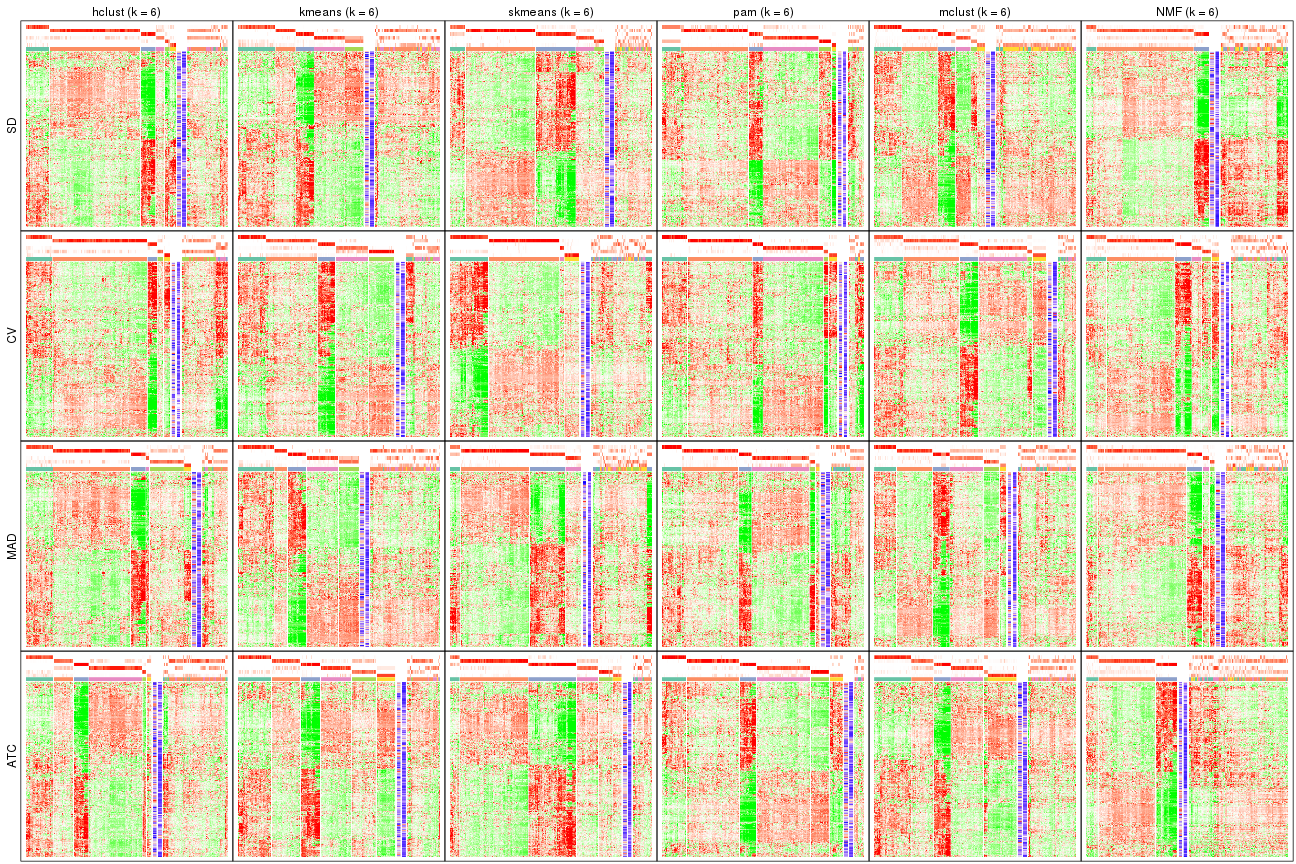 hclust (k = 6) kmeans (k = 6) skmeans (k = 6) pam (k = 6) mclust (k = 6) NMF (k = 6)
SD
CV
MAD
ATC